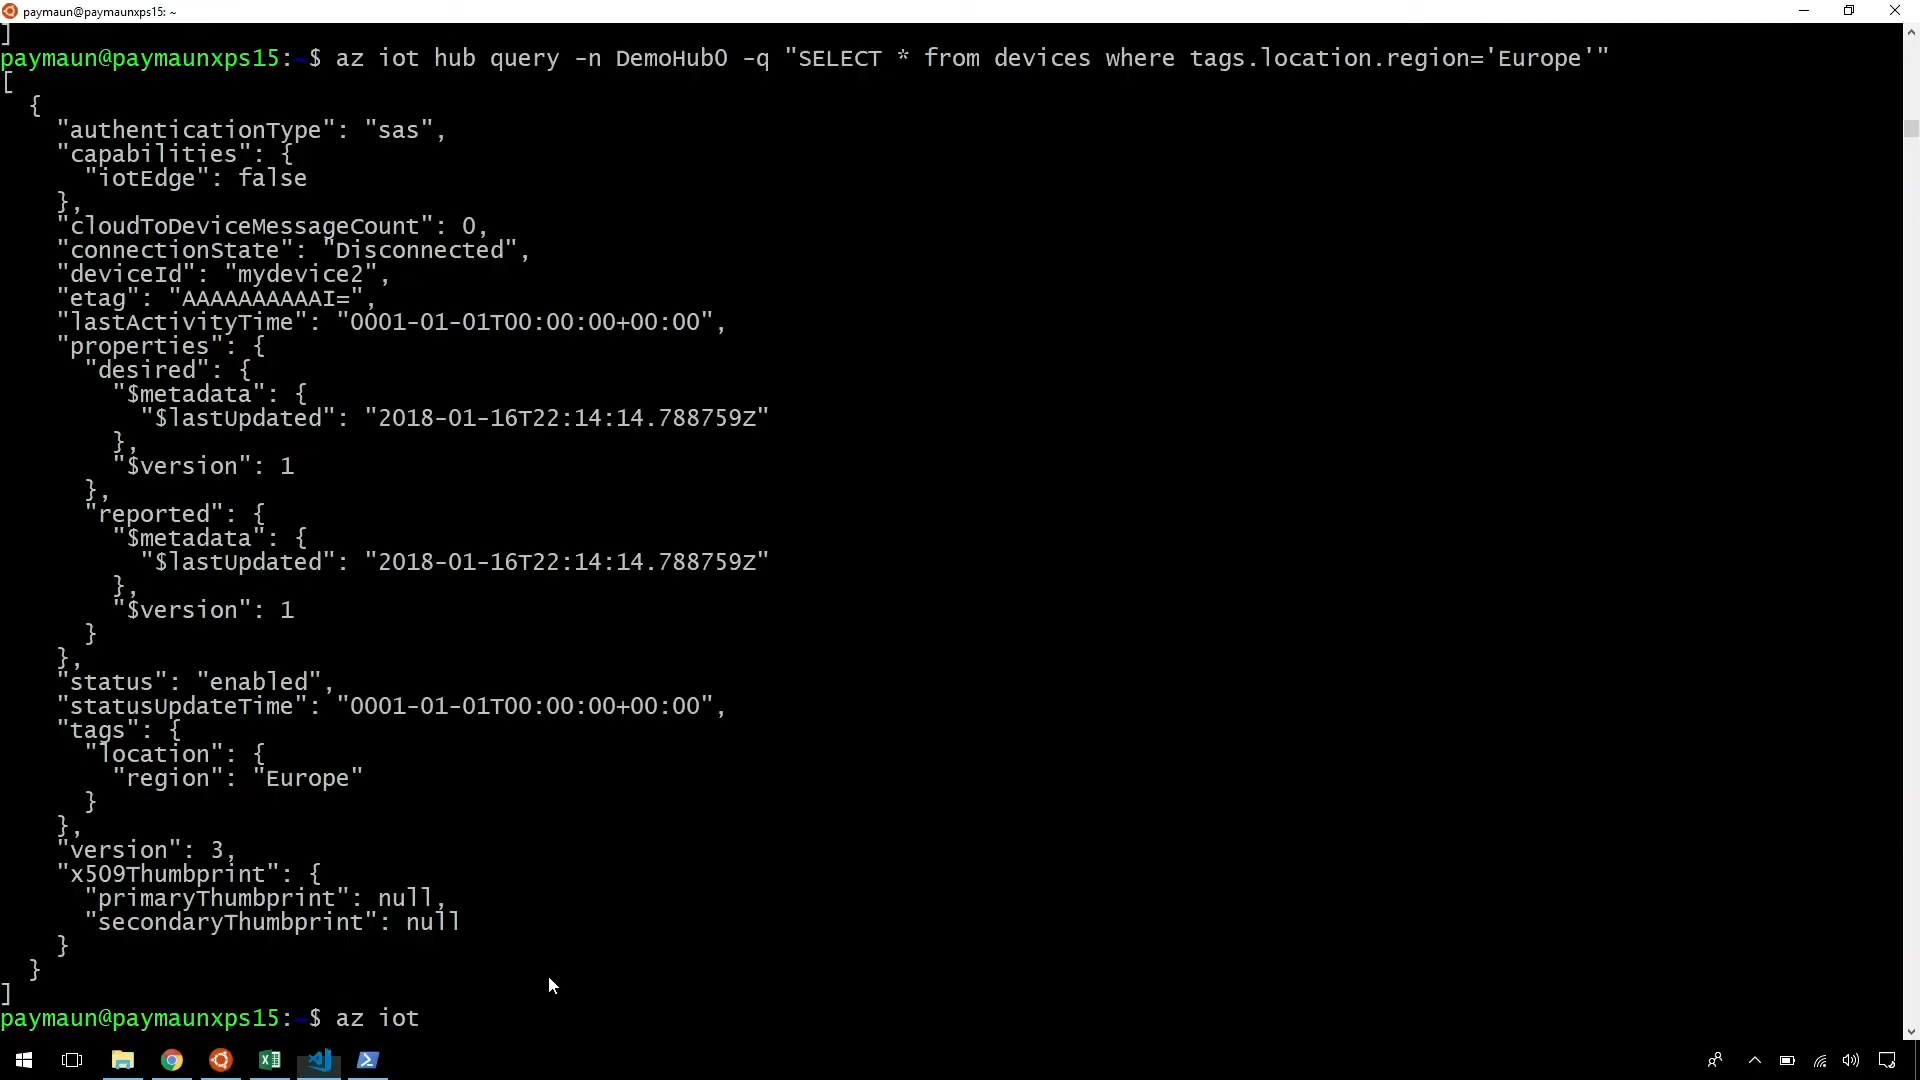 paymaun@paymaunxps15: ~
]
paymaun@paymaunxps15:~$ az iot hub query -n DemoHub0 -q "SELECT * from devices where tags.location.region='Europe'"
[
  {
    "authenticationType": "sas",
    "capabilities": {
      "iotEdge": false
    },
    "cloudToDeviceMessageCount": 0,
    "connectionState": "Disconnected",
    "deviceId": "mydevice2",
    "etag": "AAAAAAAAAAI=",
    "lastActivityTime": "0001-01-01T00:00:00+00:00",
    "properties": {
      "desired": {
        "$metadata": {
          "$lastUpdated": "2018-01-16T22:14:14.788759Z"
        },
        "$version": 1
      },
      "reported": {
        "$metadata": {
          "$lastUpdated": "2018-01-16T22:14:14.788759Z"
        },
        "$version": 1
      }
    },
    "status": "enabled",
    "statusUpdateTime": "0001-01-01T00:00:00+00:00",
    "tags": {
      "location": {
        "region": "Europe"
      }
    },
    "version": 3,
    "x509Thumbprint": {
      "primaryThumbprint": null,
      "secondaryThumbprint": null
    }
  }
]
paymaun@paymaunxps15:~$ az iot